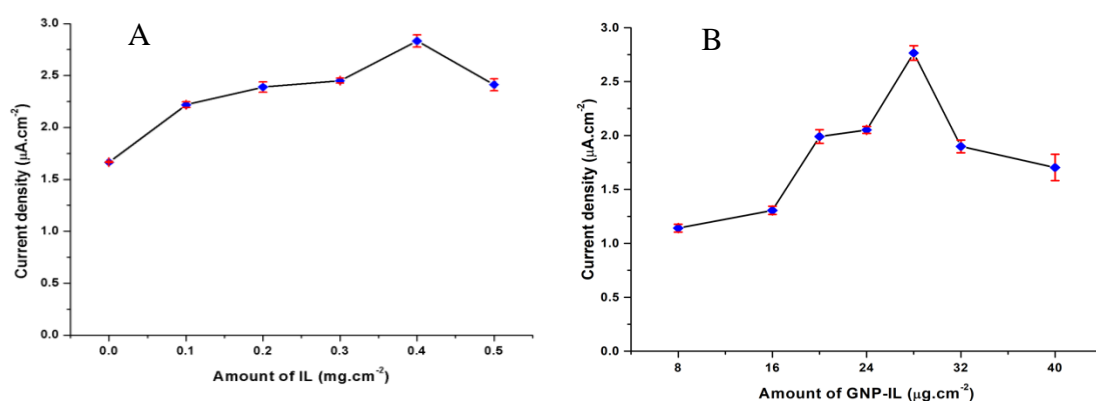 A
3.0
2.5
2.0
1.5
1.0
0.5
0.0
Current density (µA.cm⁻²)
0.0 0.1 0.2 0.3 0.4 0.5
Amount of IL (mg.cm⁻²)
B
3.0
2.5
2.0
1.5
1.0
0.5
0.0
Current density (µA.cm⁻²)
8 16 24 32 40
Amount of GNP-IL (µg.cm⁻²)